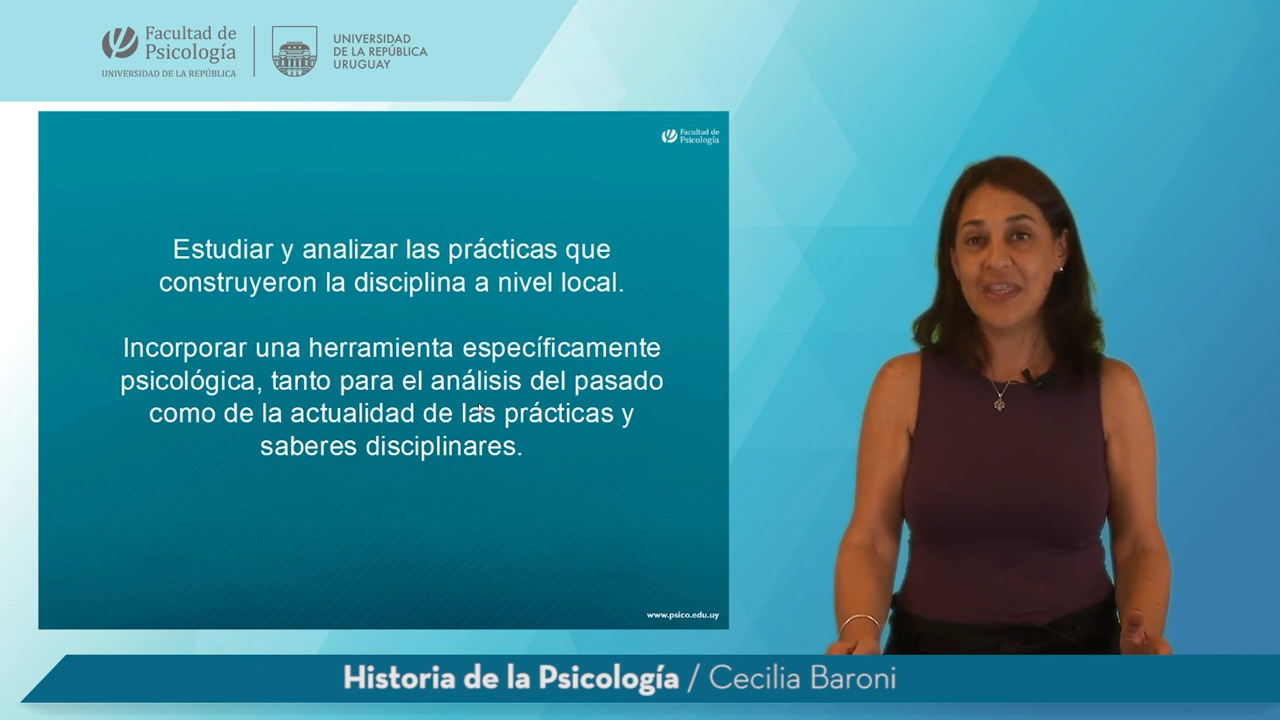 Facultad de
Psicología
UNIVERSIDAD DE LA REPÚBLICA
UNIVERSIDAD
DE LA REPÚBLICA
URUGUAY
Facultad de
Psicología
Estudiar y analizar las prácticas que
construyeron la disciplina a nivel local.
Incorporar una herramienta específicamente
psicológica, tanto para el análisis del pasado
como de la actualidad de las prácticas y
saberes disciplinares.
www.psico.edu.uy
Historia de la Psicología / Cecilia Baroni